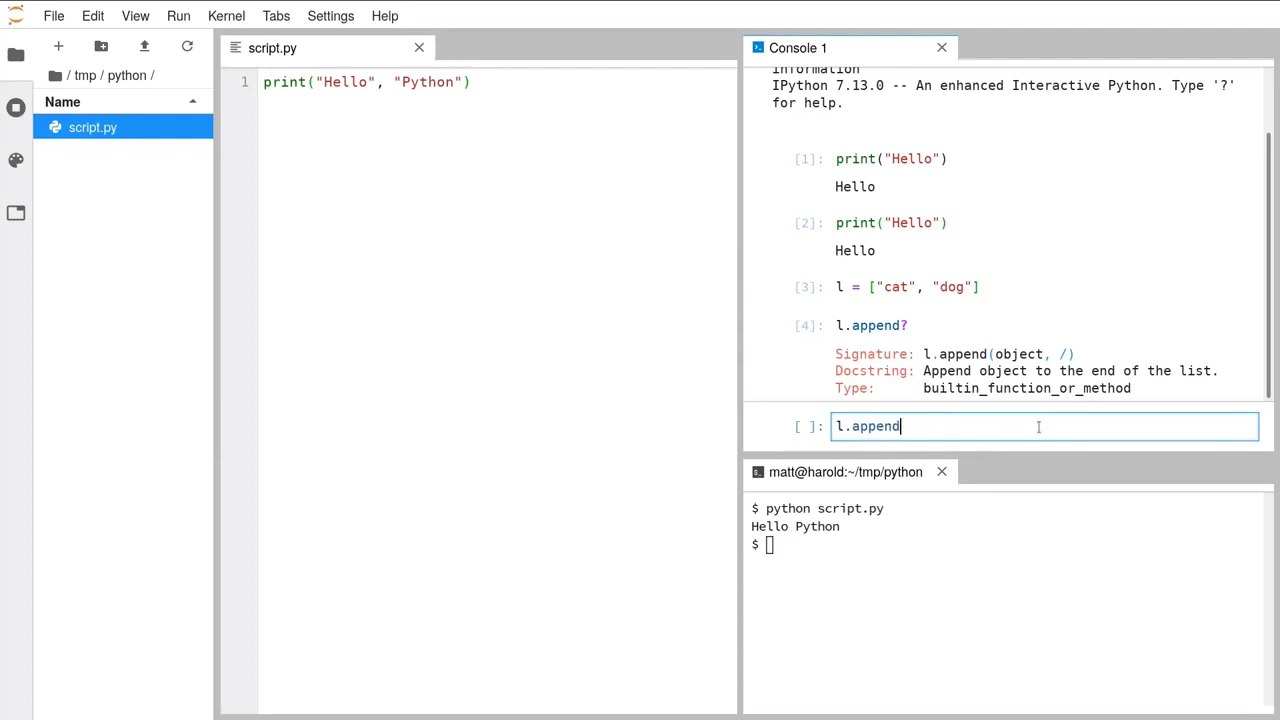 File Edit View Run Kernel Tabs Settings Help
/ tmp / python /
Name
script.py
script.py
1 print("Hello", "Python")
Console 1
information
IPython 7.13.0 -- An enhanced Interactive Python. Type '?'
for help.
[1]: print("Hello")
Hello
[2]: print("Hello")
Hello
[3]: l = ["cat", "dog"]
[4]: l.append?
Signature: l.append(object, /)
Docstring: Append object to the end of the list.
Type: builtin_function_or_method
[ ]: l.append
matt@harold:~/tmp/python
$ python script.py
Hello Python
$